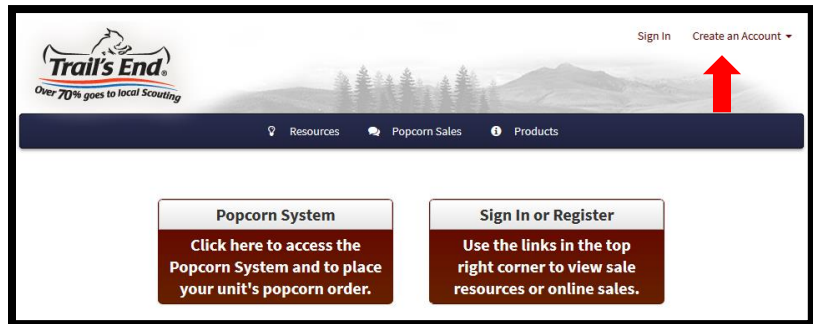 Sign In Create an Account
Trail's End®
Over 70% goes to local Scouting
Resources Popcorn Sales Products
Popcorn System
Click here to access the
Popcorn System and to place
your unit's popcorn order.
Sign In or Register
Use the links in the top
right corner to view sale
resources or online sales.